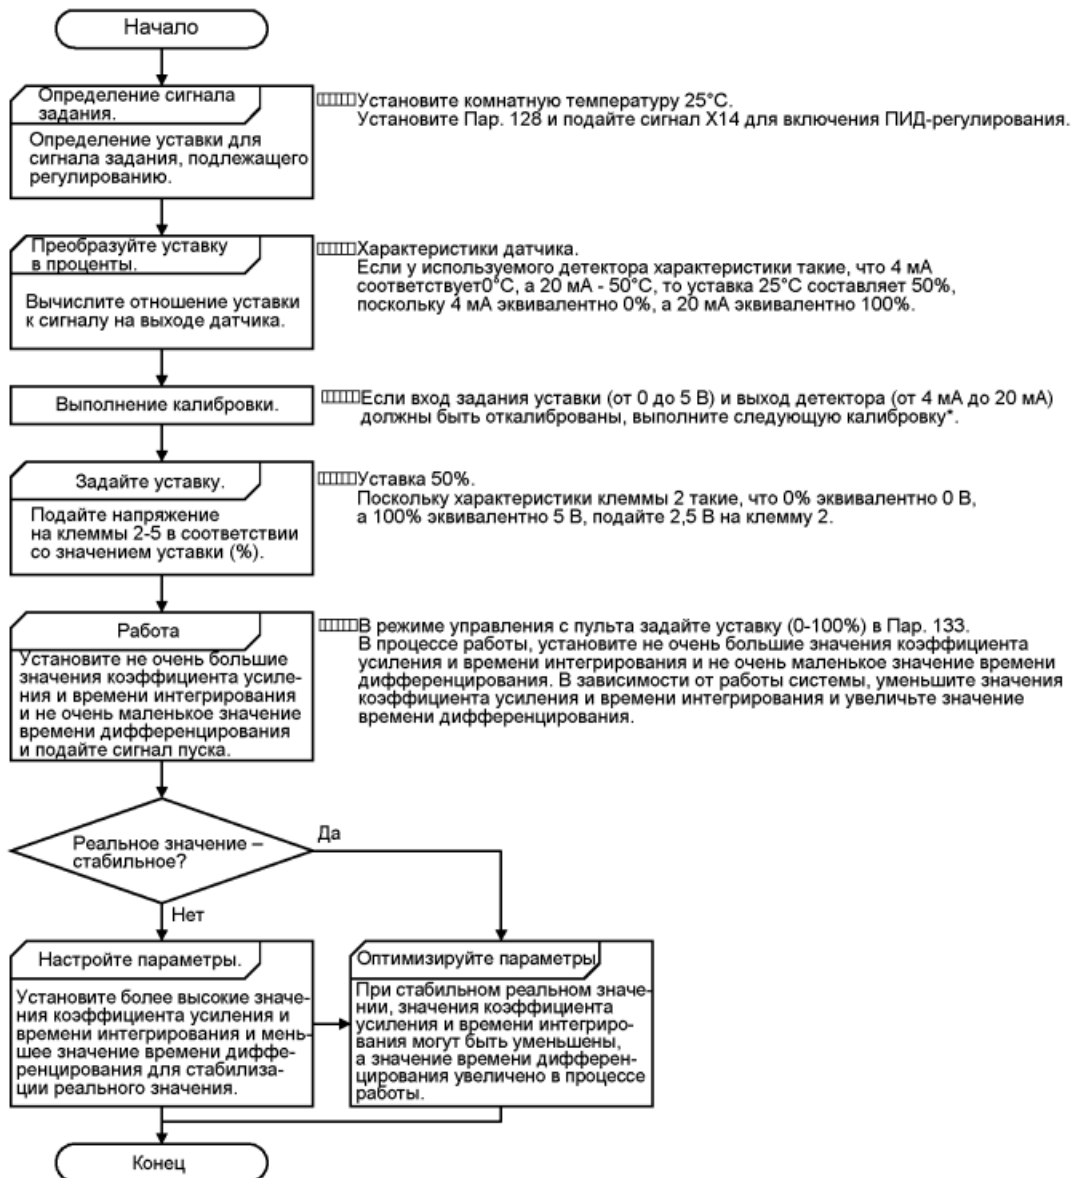 Начало
Определение сигнала
задания.
Определение уставки для
сигнала задания, подлежащего
регулированию.
Установите комнатную температуру 25°C.
Установите Пар. 128 и подайте сигнал X14 для включения ПИД-регулирования.
Преобразуйте уставку
в проценты.
Вычислите отношение уставки
к сигналу на выходе датчика.
Характеристики датчика.
Если у используемого детектора характеристики такие, что 4 мА
соответствует0°C, а 20 мА - 50°C, то уставка 25°C составляет 50%,
поскольку 4 мА эквивалентно 0%, а 20 мА эквивалентно 100%.
Выполнение калибровки.
Если вход задания уставки (от 0 до 5 В) и выход детектора (от 4 мА до 20 мА)
должны быть откалиброваны, выполните следующую калибровку*.
Задайте уставку.
Подайте напряжение
на клеммы 2-5 в соответствии
со значением уставки (%).
Уставка 50%.
Поскольку характеристики клеммы 2 такие, что 0% эквивалентно 0 В,
а 100% эквивалентно 5 В, подайте 2,5 В на клемму 2.
Работа
Установите не очень большие
значения коэффициента усиле-
ния и времени интегрирования
и не очень маленькое значение
времени дифференцирования
и подайте сигнал пуска.
В режиме управления с пульта задайте уставку (0-100%) в Пар. 133.
В процессе работы, установите не очень большие значения коэффициента
усиления и времени интегрирования и не очень маленькое значение времени
дифференцирования. В зависимости от работы системы, уменьшите значения
коэффициента усиления и времени интегрирования и увеличьте значение
времени дифференцирования.
Реальное значение –
стабильное?
Да
Нет
Настройте параметры.
Установите более высокие значе-
ния коэффициента усиления и
времени интегрирования и мень-
шее значение времени диффе-
ренцирования для стабилиза-
ции реального значения.
Оптимизируйте параметры
При стабильном реальном значе-
нии, значения коэффициента
усиления и времени интегриро-
вания могут быть уменьшены,
а значение времени дифферен-
цирования увеличено в процессе
работы.
Конец